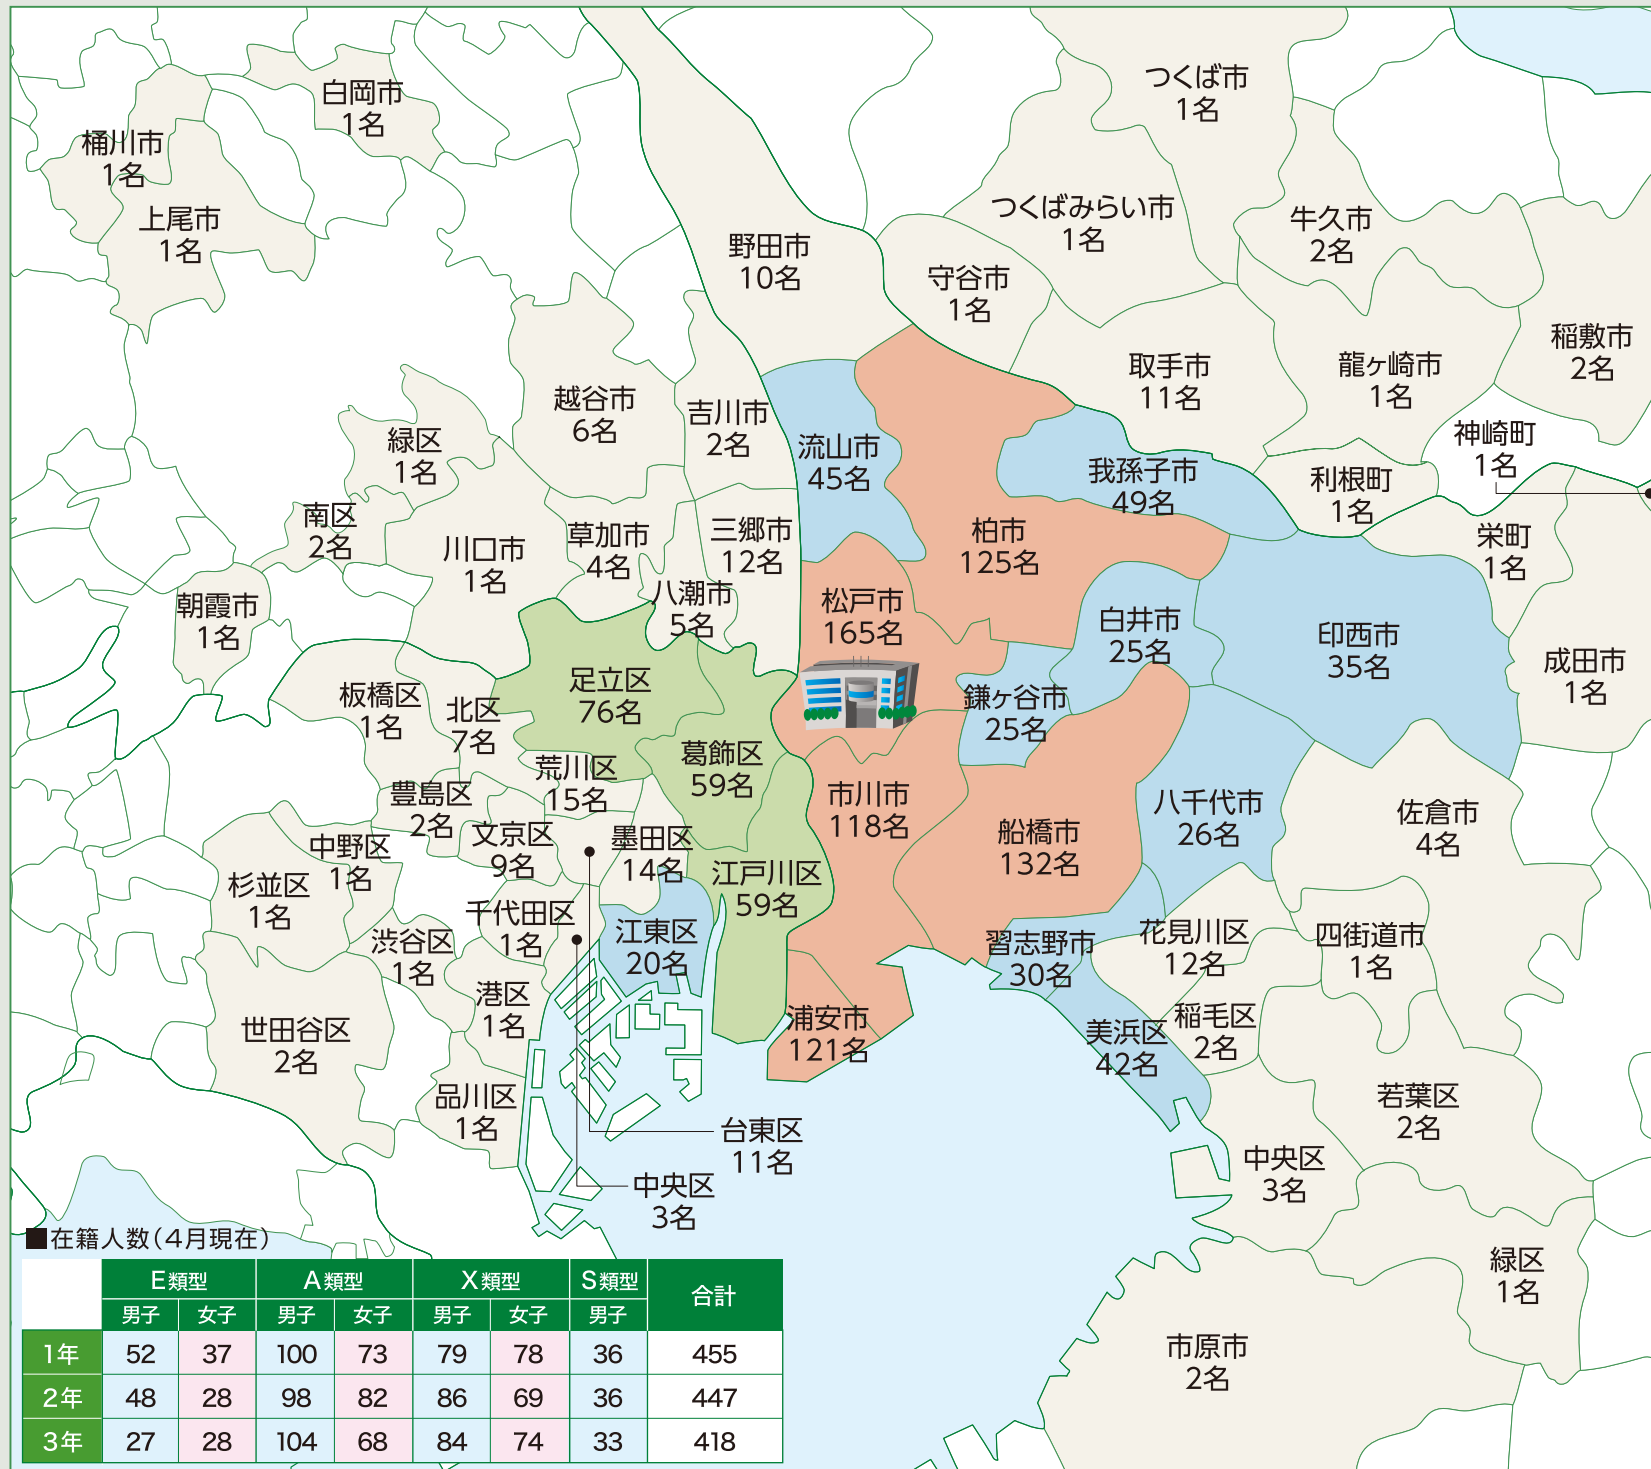 つくば市
1名
白岡市
1名
桶川市
1名
上尾市
1名
つくばみらい市
1名
牛久市
2名
野田市
10名
守谷市
1名
稲敷市
2名
取手市
11名
龍ヶ崎市
1名
越谷市
6名
吉川市
2名
流山市
45名
緑区
1名
神崎町
1名
我孫子市
49名
利根町
1名
南区
2名
草加市
4名
三郷市
12名
柏市
125名
栄町
1名
川口市
1名
八潮市
5名
朝霞市
1名
松戸市
165名
白井市
25名
印西市
35名
成田市
1名
足立区
76名
板橋区
1名
北区
7名
鎌ヶ谷市
25名
葛飾区
59名
荒川区
15名
豊島区
2名
市川市
118名
八千代市
26名
佐倉市
4名
文京区
9名
墨田区
14名
船橋市
132名
中野区
1名
杉並区
1名
江戸川区
59名
千代田区
1名
江東区
20名
渋谷区
1名
習志野市
30名
花見川区
12名
四街道市
1名
港区
1名
世田谷区
2名
浦安市
121名
美浜区
42名
稲毛区
2名
品川区
1名
若葉区
2名
台東区
11名
中央区
3名
中央区
3名
緑区
1名
市原市
2名
■在籍人数(4月現在)
E類型 A類型 X類型 S類型 合計
男子 女子 男子 女子 男子 女子 男子
1年 52 37 100 73 79 78 36 455
2年 48 28 98 82 86 69 36 447
3年 27 28 104 68 84 74 33 418